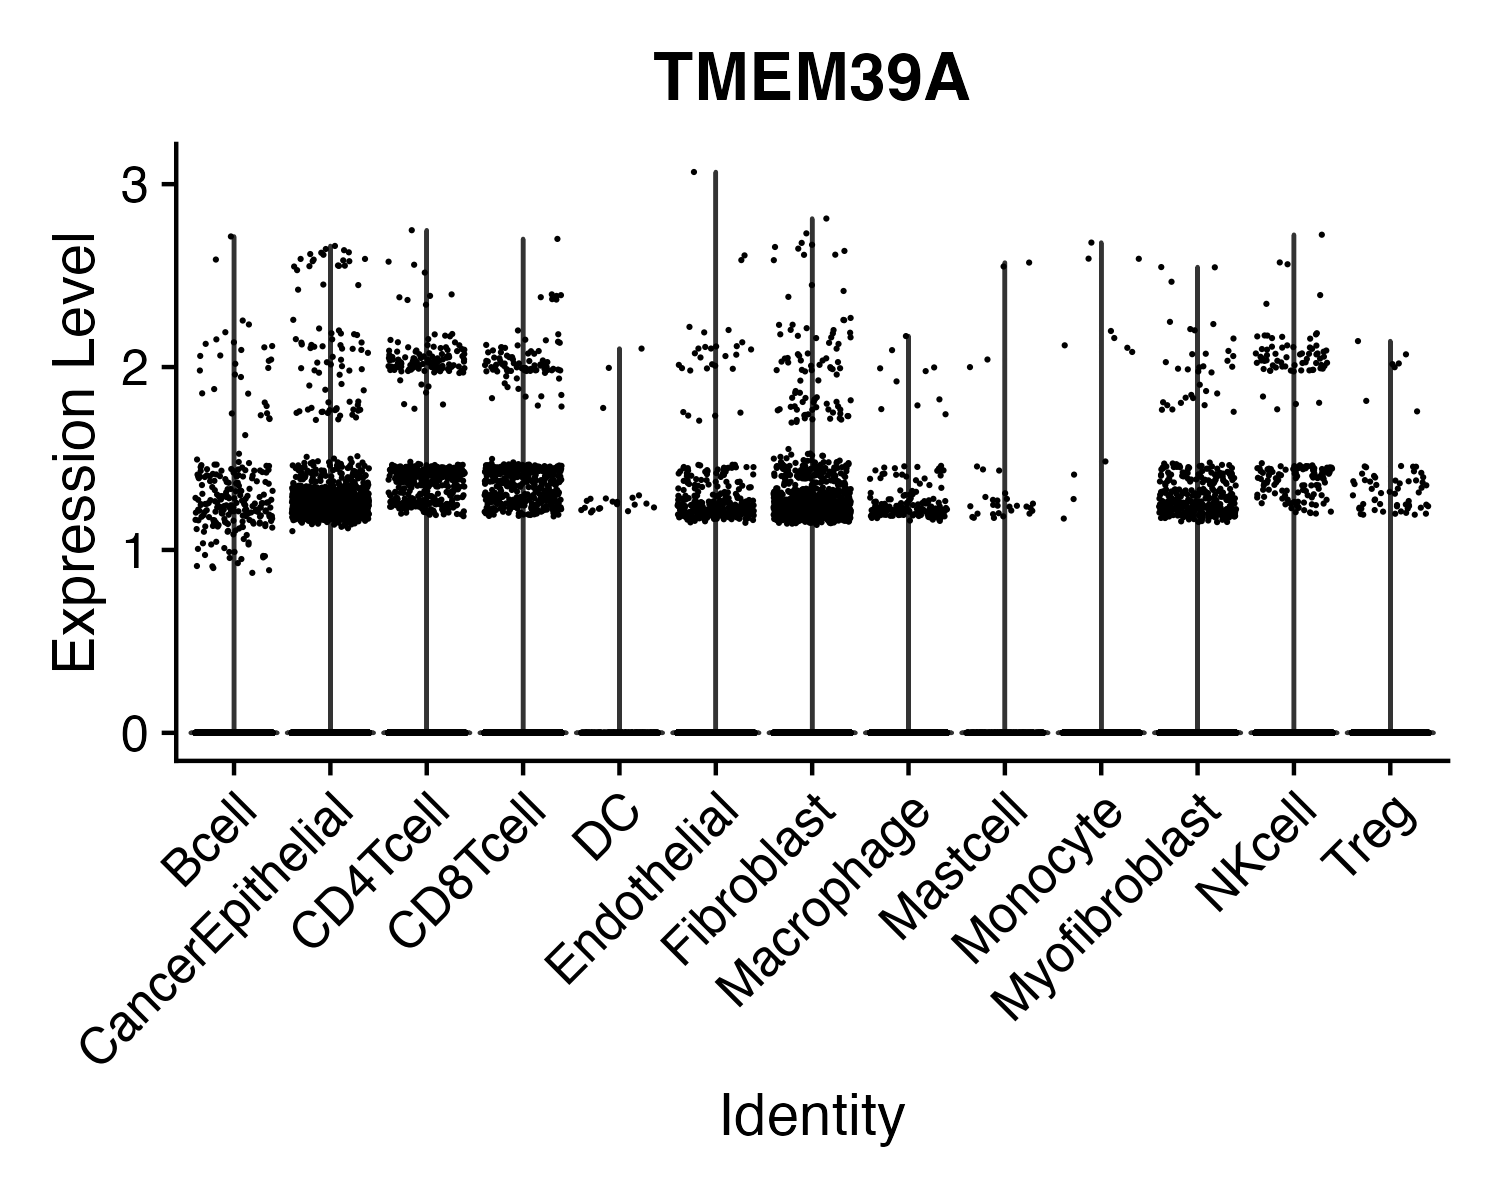 TMEM39A
Expression Level
3
2
1
0
Bcell
CancerEpithelial
CD4Tcell
CD8Tcell
DC
Endothelial
Fibroblast
Macrophage
Mastcell
Monocyte
Myofibroblast
NKcell
Treg
Identity